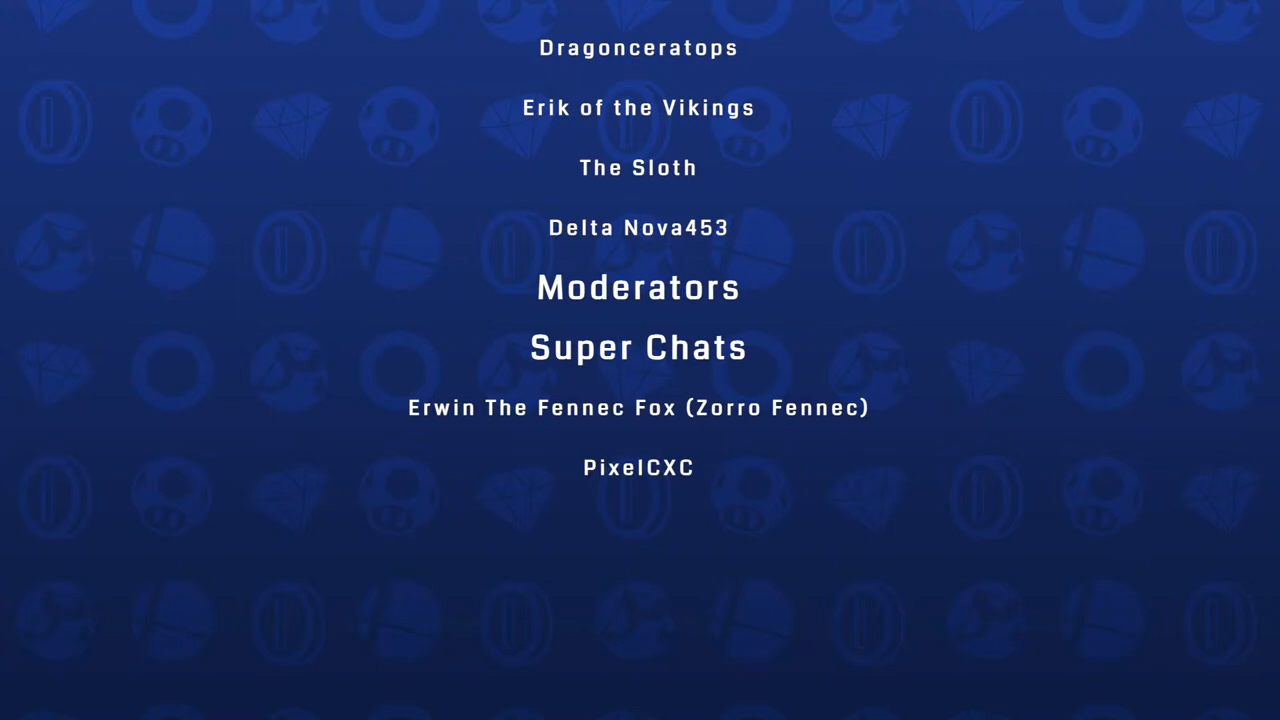 Dragonceratops
Erik of the Vikings
The Sloth
Delta Nova453
Moderators
Super Chats
Erwin The Fennec Fox (Zorro Fennec)
PixelCXC